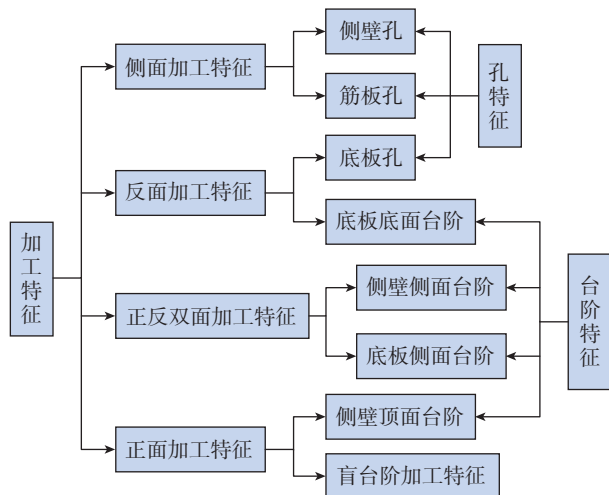 加工特征
侧面加工特征
反面加工特征
正反双面加工特征
正面加工特征
侧壁孔
筋板孔
底板孔
底板底面台阶
侧壁侧面台阶
底板侧面台阶
侧壁顶面台阶
盲台阶加工特征
孔特征
台阶特征